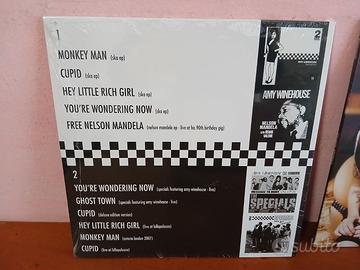 1
MONKEY MAN (ska ep)
CUPID (ska ep)
HEY LITTLE RICH GIRL (ska ep)
YOU'RE WONDERING NOW (ska ep)
FREE NELSON MANDELA (nelson mandela ep - live at his 90th birthday gig)
2
AMY WINEHOUSE
NELSON
MANDELA
2
YOU'RE WONDERING NOW (specials featuring amy winehouse - live)
GHOST TOWN (specials featuring amy winehouse - live)
CUPID (deluxe edition version)
HEY LITTLE RICH GIRL (live at lollapalooza)
MONKEY MAN (astoria london 2007)
CUPID (live at lollapalooza)
SPECIALS
subito